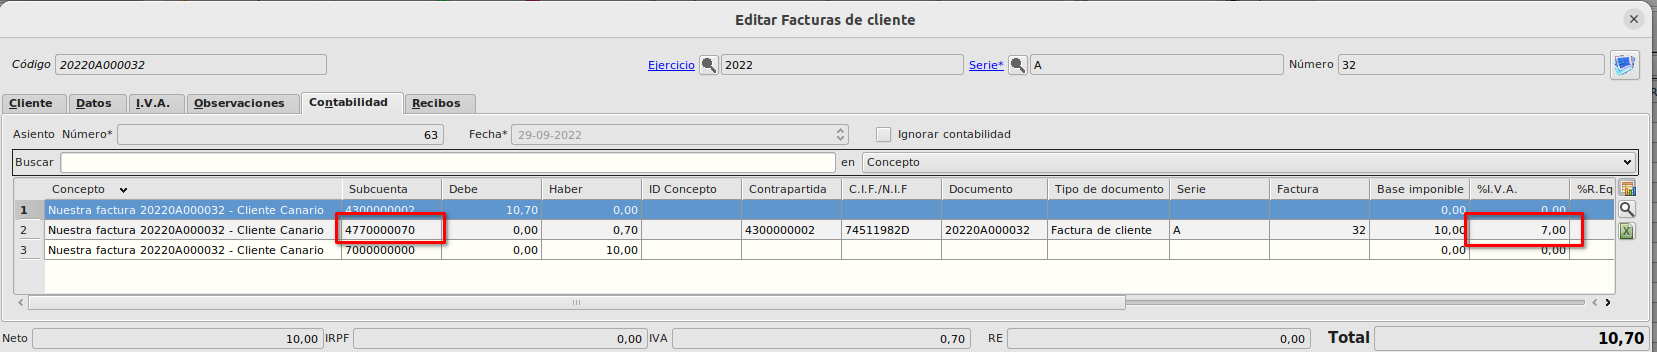 Editar Facturas de cliente
Código 20220A000032 Ejercicio 2022 Serie* A Número 32
Cliente Datos I.V.A. Observaciones Contabilidad Recibos
Asiento Número* 63 Fecha* 29-09-2022 Ignorar contabilidad
Buscar en Concepto
Concepto Subcuenta Debe Haber ID Concepto Contrapartida C.I.F./N.I.F Documento Tipo de documento Serie Factura Base imponible %I.V.A. %R.Eq
1 Nuestra factura 20220A000032 - Cliente Canario 4300000002 10,70 0,00 0,00 0,00
2 Nuestra factura 20220A000032 - Cliente Canario 4770000070 0,00 0,70 4300000002 74511982D 20220A000032 Factura de cliente A 32 10,00 7,00
3 Nuestra factura 20220A000032 - Cliente Canario 7000000000 0,00 10,00 0,00 0,00
Neto 10,00 IRPF 0,00 IVA 0,70 RE 0,00 Total 10,70